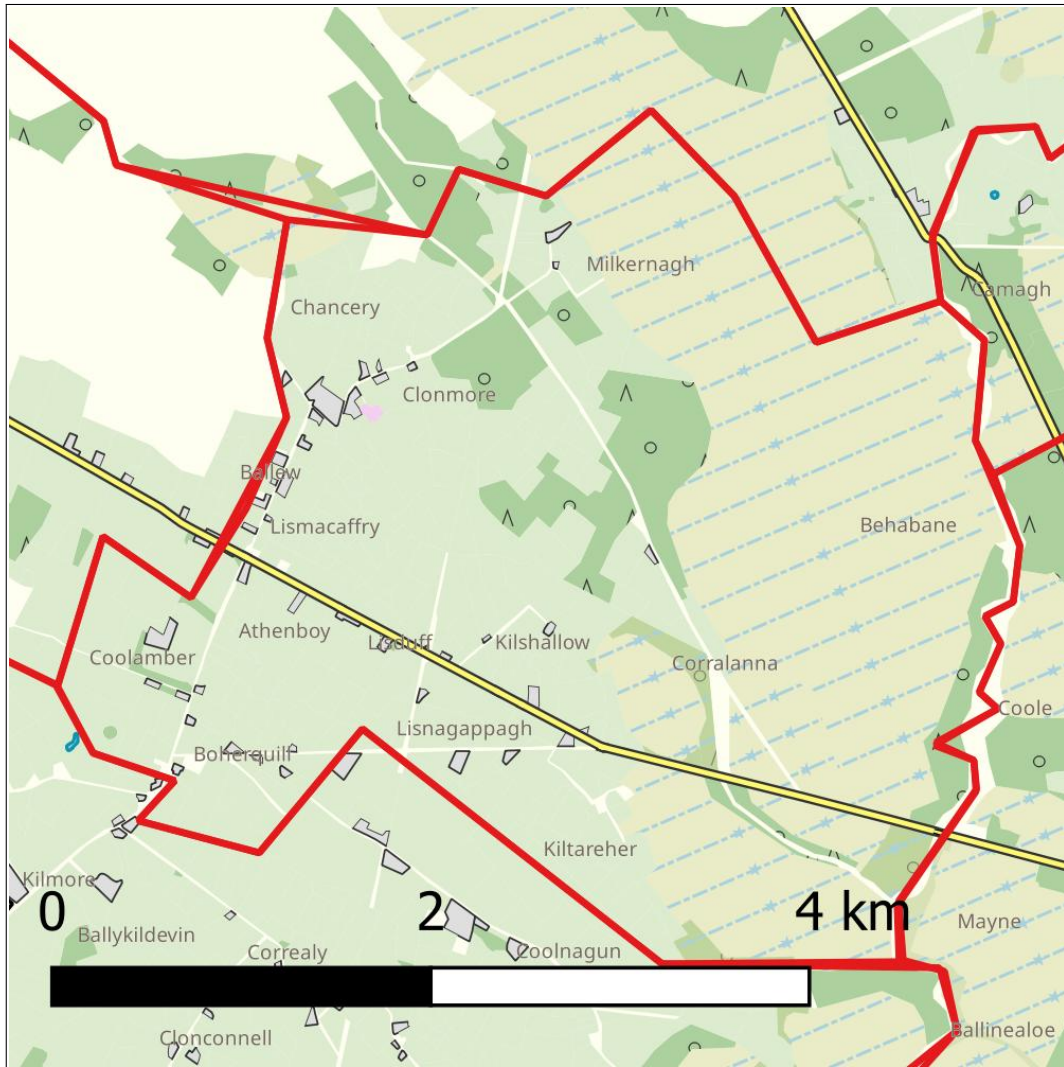 Milkernagh
Camagh
Chancery
Clonmore
Ballew
Lismacaffry
Behabane
Athenboy
Lisduff
Kilshallow
Coolamber
Corralanna
Coole
Lisnagappagh
Boherquill
Kiltareher
Kilmore
0
2
4 km
Ballykildevin
Mayne
Correaly
Coolnagun
Clonconnell
Ballinealoe